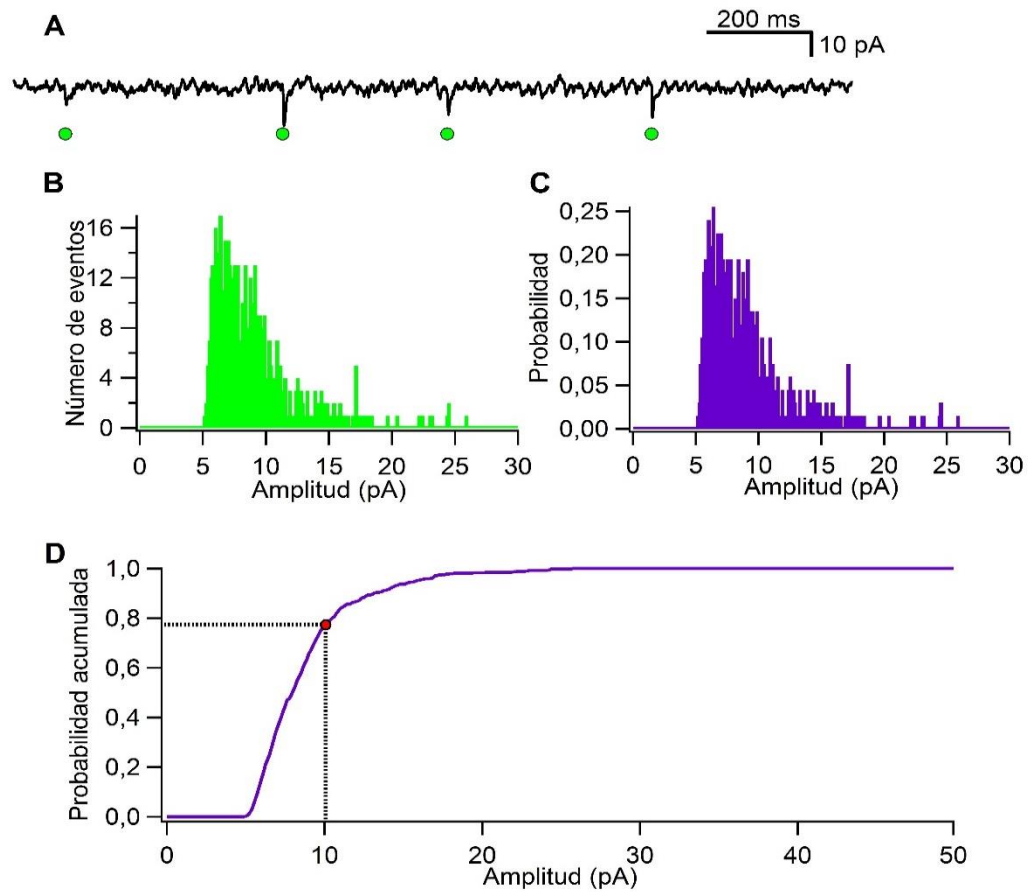 A
200 ms
10 pA
B
Número de eventos
16
12
8
4
0
0 5 10 15 20 25 30
Amplitud (pA)
C
Probabilidad
0,25
0,20
0,15
0,10
0,05
0,00
0 5 10 15 20 25 30
Amplitud (pA)
D
Probabilidad acumulada
1,0
0,8
0,6
0,4
0,2
0,0
0 10 20 30 40 50
Amplitud (pA)